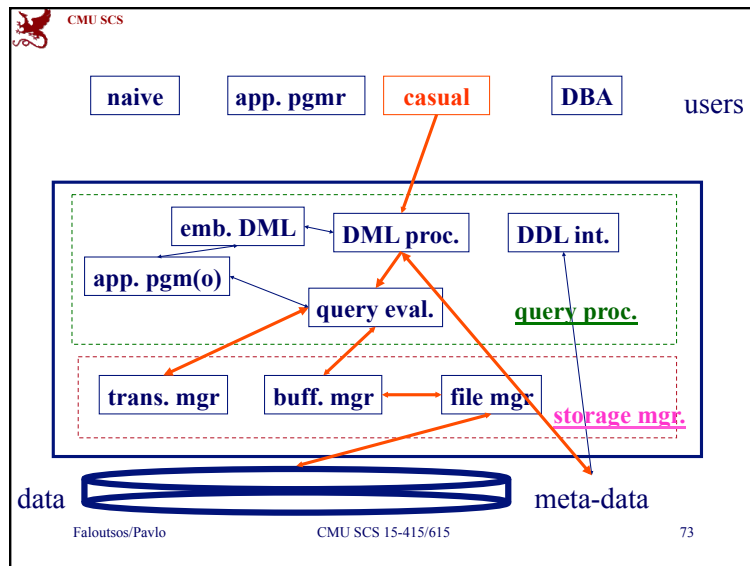 CMU SCS
naive
app. pgmr
casual
DBA
users
emb. DML
DML proc.
DDL int.
app. pgm(o)
query eval.
query proc.
trans. mgr
buff. mgr
file mgr
storage mgr.
data
meta-data
Faloutsos/Pavlo
CMU SCS 15-415/615
73